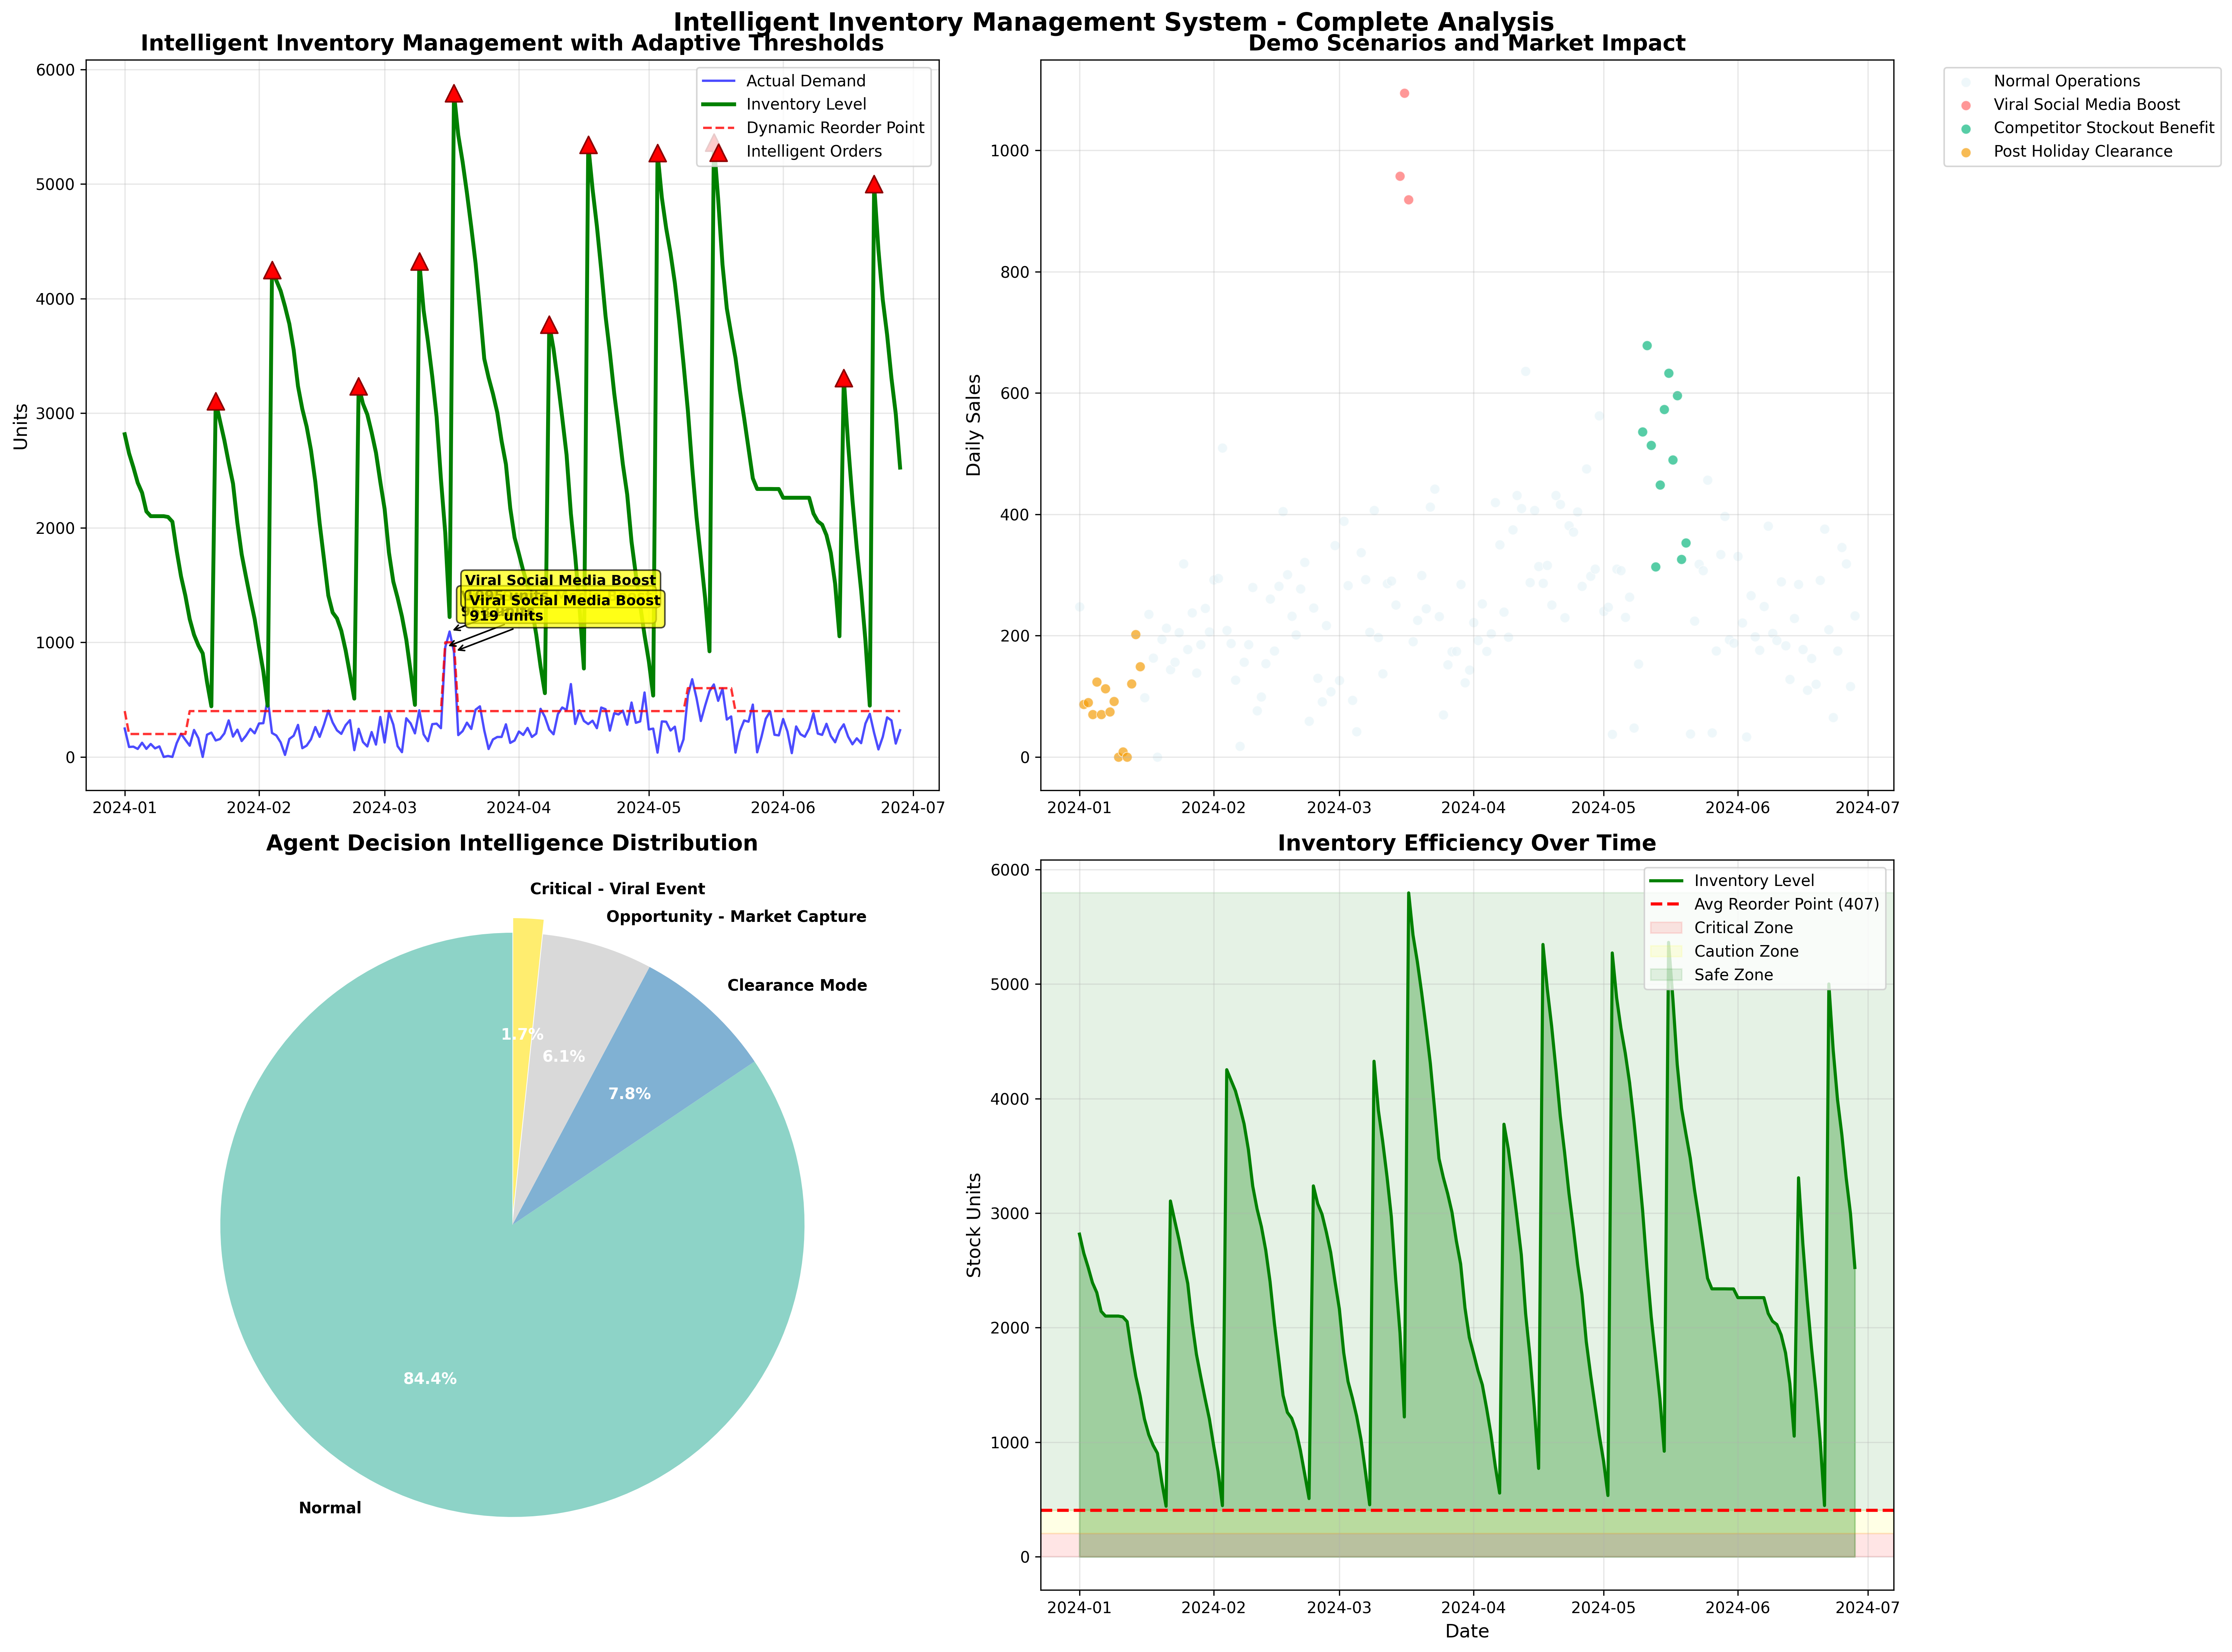 Intelligent Inventory Management System - Complete Analysis
Intelligent Inventory Management with Adaptive Thresholds
Units
6000
5000
4000
3000
2000
1000
0
Actual Demand
Inventory Level
Dynamic Reorder Point
Intelligent Orders
Viral Social Media Boost
Viral Social Media Boost
919 units
2024-01
2024-02
2024-03
2024-04
2024-05
2024-06
2024-07
Demo Scenarios and Market Impact
Daily Sales
1000
800
600
400
200
0
2024-01
2024-02
2024-03
2024-04
2024-05
2024-06
2024-07
Normal Operations
Viral Social Media Boost
Competitor Stockout Benefit
Post Holiday Clearance
Agent Decision Intelligence Distribution
Critical - Viral Event
Opportunity - Market Capture
Clearance Mode
1.7%
6.1%
7.8%
84.4%
Normal
Inventory Efficiency Over Time
Stock Units
6000
5000
4000
3000
2000
1000
0
Inventory Level
Avg Reorder Point (407)
Critical Zone
Caution Zone
Safe Zone
2024-01
2024-02
2024-03
2024-04
2024-05
2024-06
2024-07
Date